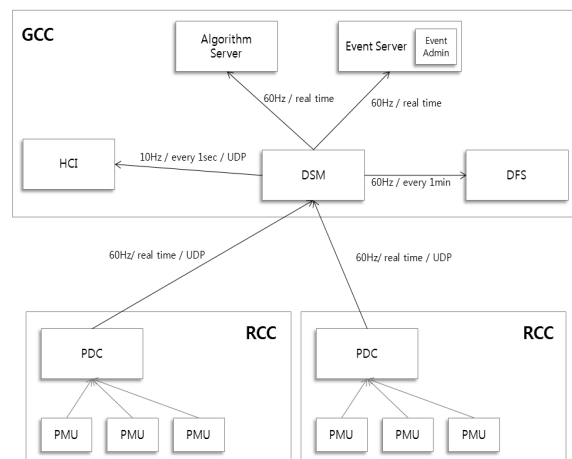 GCC
Algorithm
Server
Event Server
Event
Admin
60Hz / real time
60Hz / real time
HCI
10Hz / every 1sec / UDP
DSM
60Hz / every 1min
DFS
60Hz/ real time / UDP
60Hz/ real time / UDP
RCC
PDC
PMU
PMU
PMU
RCC
PDC
PMU
PMU
PMU